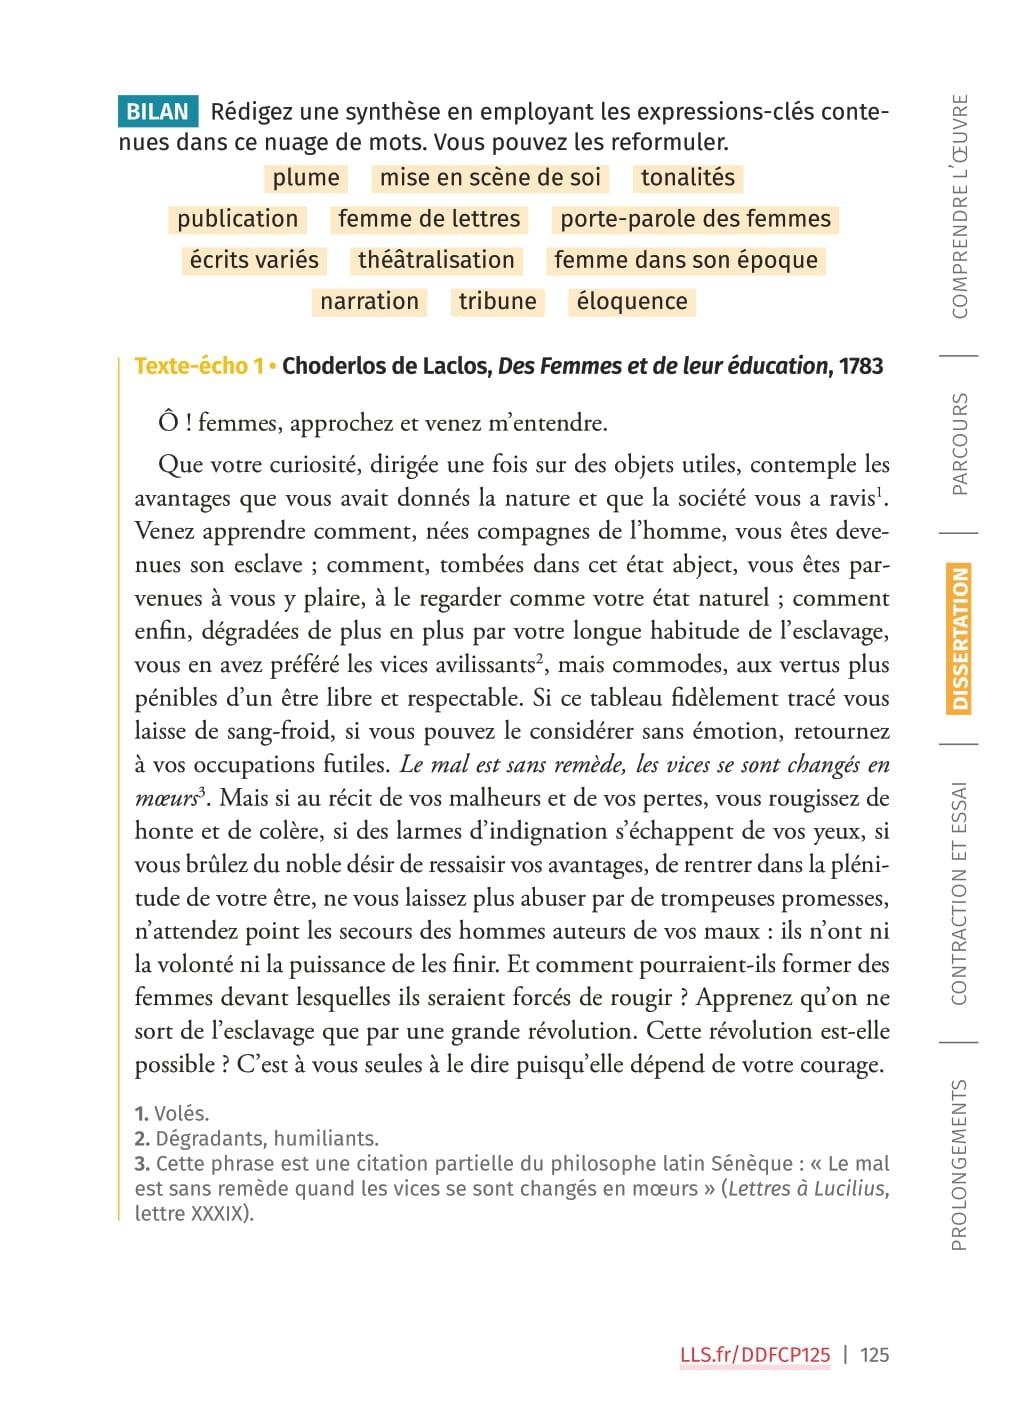 BILAN Rédigez une synthèse en employant les expressions-clés conte-
nues dans ce nuage de mots. Vous pouvez les reformuler.
plume mise en scène de soi tonalités
publication femme de lettres porte-parole des femmes
écrits variés théâtralisation femme dans son époque
narration tribune éloquence
Texte-écho 1 • Choderlos de Laclos, Des Femmes et de leur éducation, 1783
Ô ! femmes, approchez et venez m'entendre.
Que votre curiosité, dirigée une fois sur des objets utiles, contemple les
avantages que vous avait donnés la nature et que la société vous a ravis¹.
Venez apprendre comment, nées compagnes de l'homme, vous êtes deve-
nues son esclave ; comment, tombées dans cet état abject, vous êtes par-
venues à vous y plaire, à le regarder comme votre état naturel ; comment
enfin, dégradées de plus en plus par votre longue habitude de l'esclavage,
vous en avez préféré les vices avilissants², mais commodes, aux vertus plus
pénibles d'un être libre et respectable. Si ce tableau fidèlement tracé vous
laisse de sang-froid, si vous pouvez le considérer sans émotion, retournez
à vos occupations futiles. Le mal est sans remède, les vices se sont changés en
mœurs³. Mais si au récit de vos malheurs et de vos pertes, vous rougissez de
honte et de colère, si des larmes d'indignation s'échappent de vos yeux, si
vous brûlez du noble désir de ressaisir vos avantages, de rentrer dans la pléni-
tude de votre être, ne vous laissez plus abuser par de trompeuses promesses,
n'attendez point les secours des hommes auteurs de vos maux : ils n'ont ni
la volonté ni la puissance de les finir. Et comment pourraient-ils former des
femmes devant lesquelles ils seraient forcés de rougir ? Apprenez qu'on ne
sort de l'esclavage que par une grande révolution. Cette révolution est-elle
possible ? C'est à vous seules à le dire puisqu'elle dépend de votre courage.
1. Volés.
2. Dégradants, humiliants.
3. Cette phrase est une citation partielle du philosophe latin Sénèque : « Le mal
est sans remède quand les vices se sont changés en mœurs » (Lettres à Lucilius,
lettre XXXIX).
COMPRENDRE L'ŒUVRE
PARCOURS
DISSERTATION
CONTRACTION ET ESSAI
PROLONGEMENTS
LLS.fr/DDFCP125 | 125